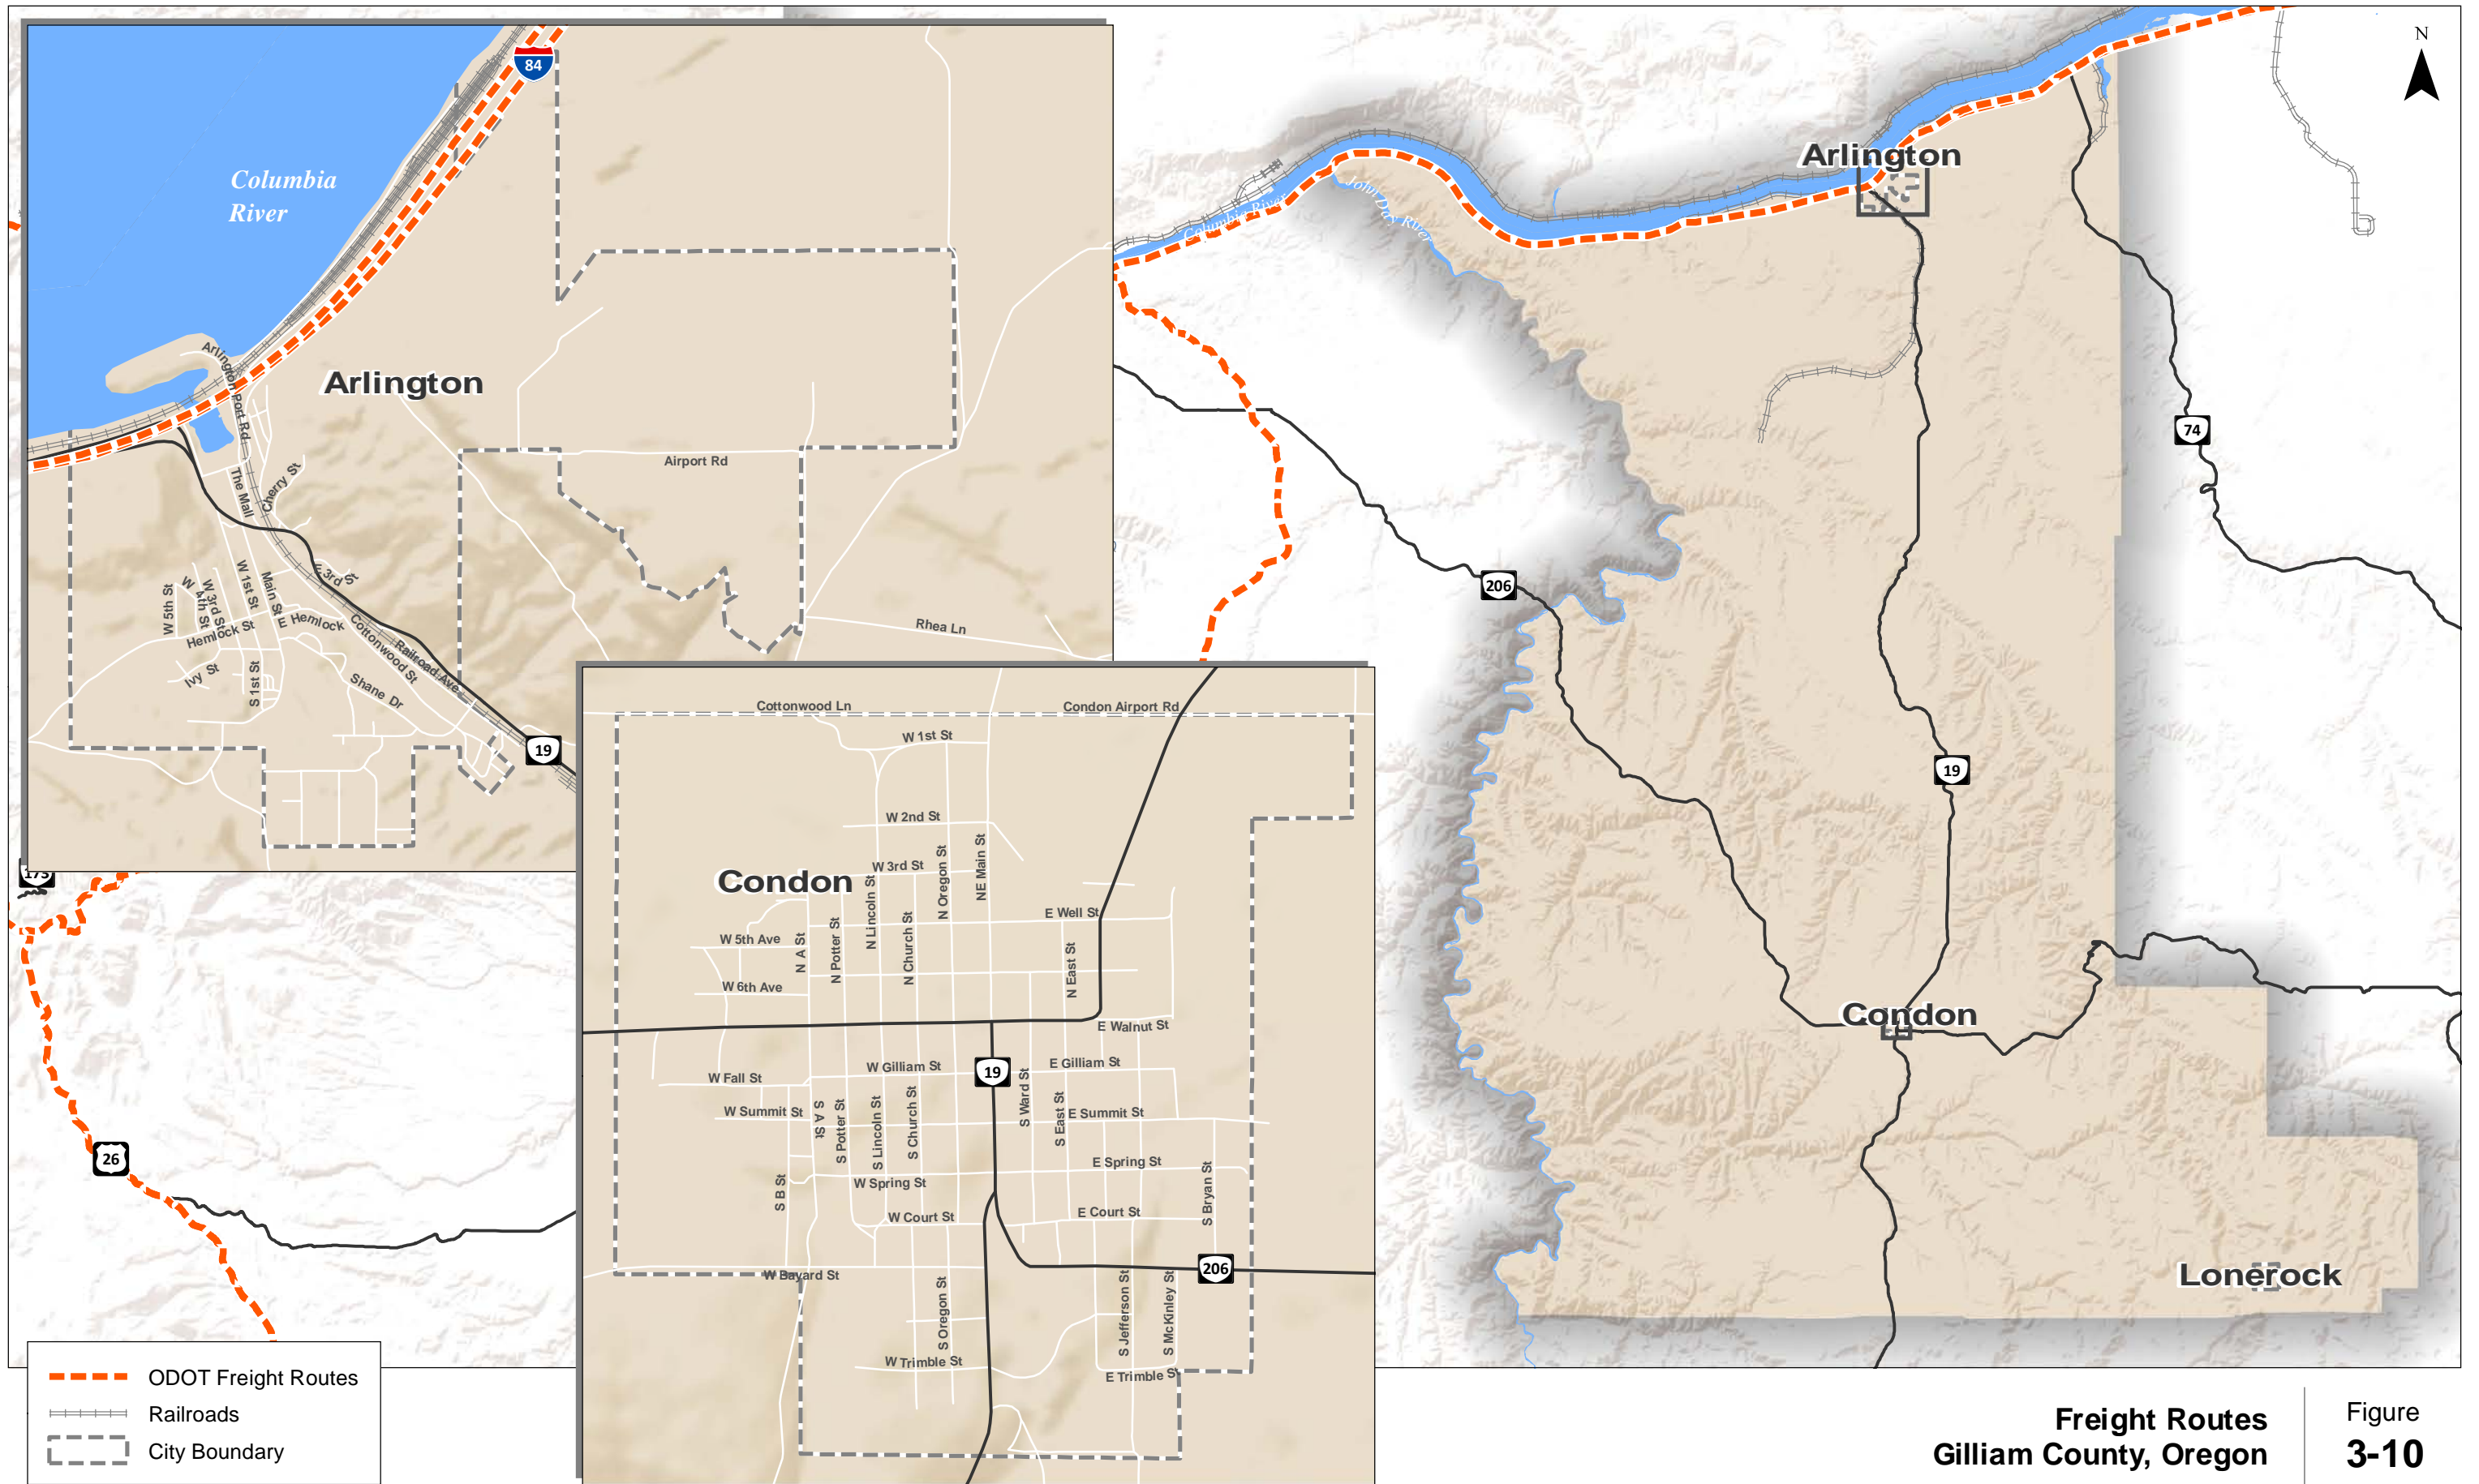 84
Columbia
River
Arlington
Arlington Port Rd
The Mall
Cherry St
Airport Rd
E 3rd St
W 5th St
W 4th St
W 3rd St
W 1st St
Main St
Hemlock St
E Hemlock
Cottonwood St
Railroad Ave
Rhea Ln
Ivy St
S 1st St
Shane Dr
19
Cottonwood Ln
Condon Airport Rd
W 1st St
W 2nd St
W 3rd St
Condon
N Lincoln St
N Oregon St
NE Main St
E Well St
W 5th Ave
N A St
N Potter St
N Church St
N East St
W 6th Ave
E Walnut St
W Gilliam St
19
E Gilliam St
W Fall St
W Summit St
S A St
S Potter St
S Lincoln St
S Church St
S Ward St
S East St
E Summit St
E Spring St
W Spring St
S B St
S Bryan St
W Court St
E Court St
W Bayard St
206
S Oregon St
S Jefferson St
S McKinley St
W Trimble St
E Trimble St
N
Arlington
Columbia River
John Day River
74
206
19
Condon
Lonerock
173
26
ODOT Freight Routes
Railroads
City Boundary
Freight Routes
Gilliam County, Oregon
Figure
3-10